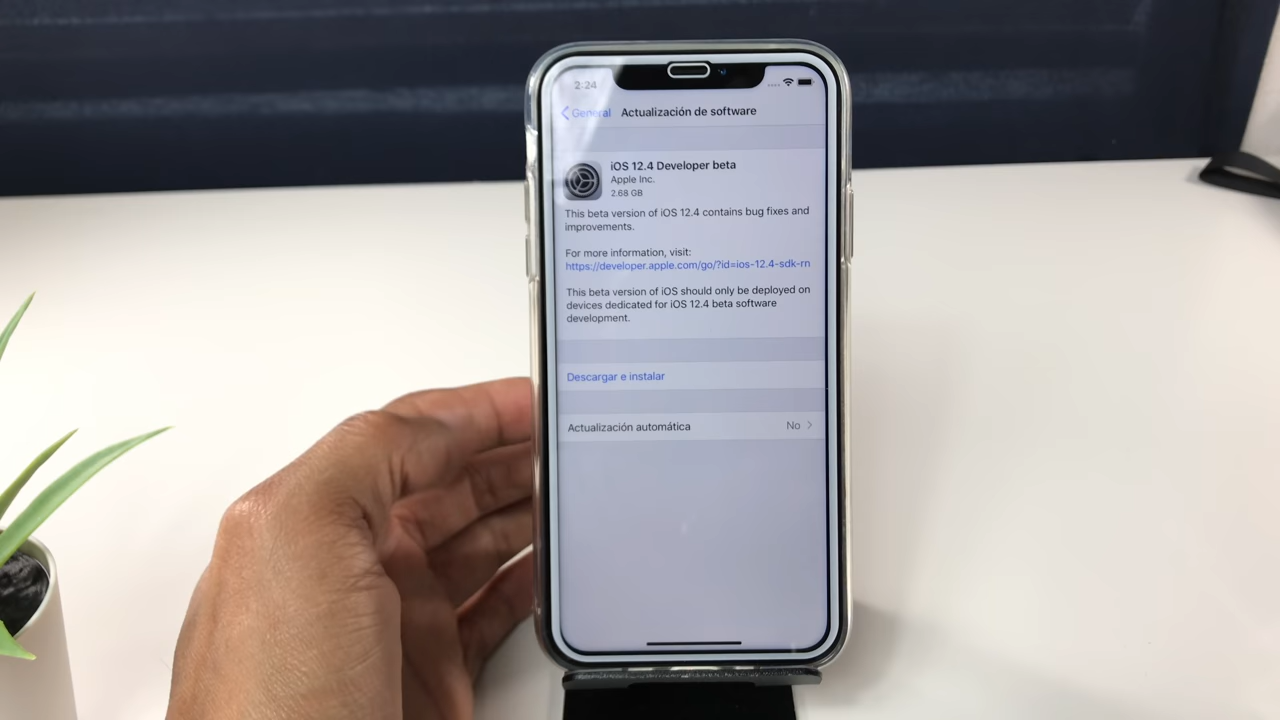 2:24
General Actualización de software
iOS 12.4 Developer beta
Apple Inc.
2.68 GB
This beta version of iOS 12.4 contains bug fixes and
improvements.
For more information, visit:
https://developer.apple.com/go/?id=ios-12.4-sdk-rn
This beta version of iOS should only be deployed on
devices dedicated for iOS 12.4 beta software
development.
Descargar e instalar
Actualización automática No